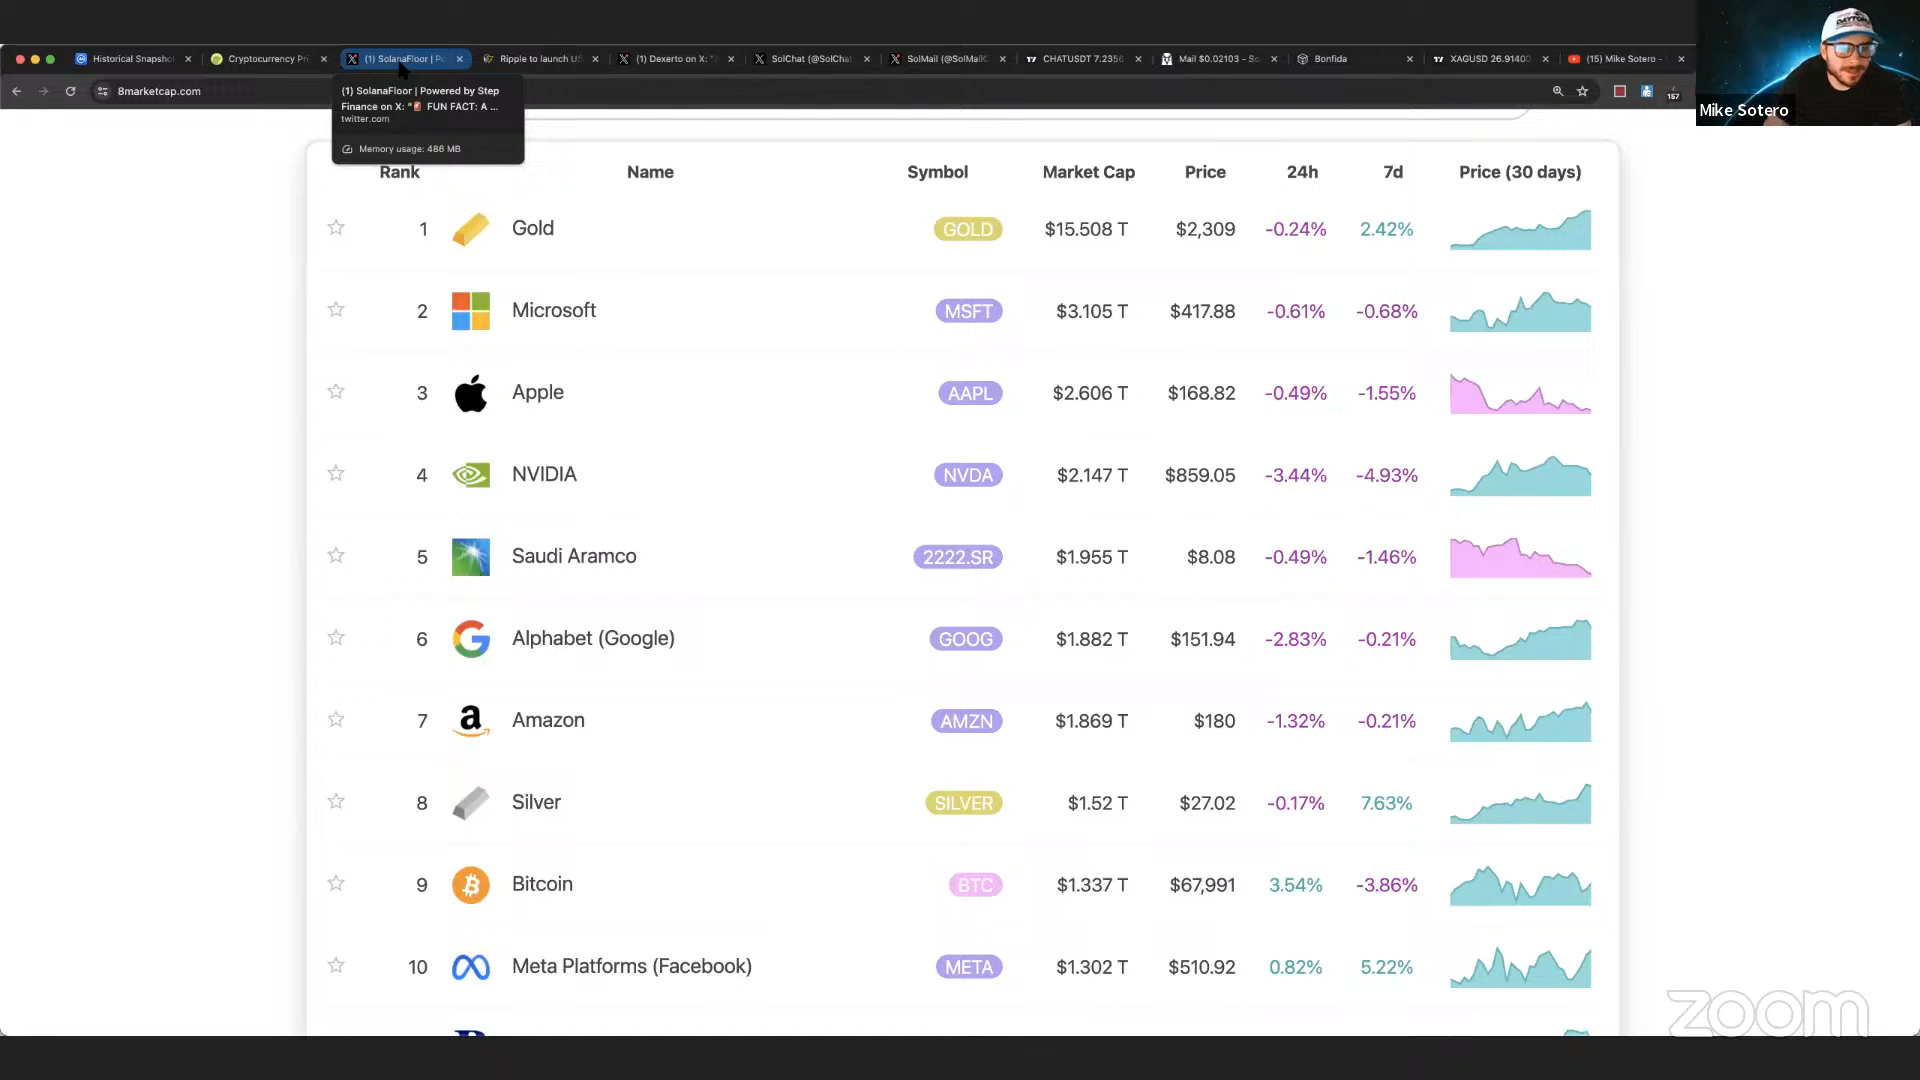 Historical Snapshot
Cryptocurrency Pri
(1) SolanaFloor | Po
Ripple to launch US
(1) Dexerto on X: "
SolChat (@SolChat
SolMail (@SolMail
CHATUSDT 7.235
Mail $0.02103 - So
Bonfida
XAGUSD 26.91400
(15) Mike Sotero -
8marketcap.com
157
(1) SolanaFloor | Powered by Step
Finance on X: "🚨 FUN FACT: A ...
twitter.com
Memory usage: 486 MB
DAYTONA
Mike Sotero
Rank Name Symbol Market Cap Price 24h 7d Price (30 days)
1 Gold GOLD $15.508 T $2,309 -0.24% 2.42%
2 Microsoft MSFT $3.105 T $417.88 -0.61% -0.68%
3 Apple AAPL $2.606 T $168.82 -0.49% -1.55%
4 NVIDIA NVDA $2.147 T $859.05 -3.44% -4.93%
5 Saudi Aramco 2222.SR $1.955 T $8.08 -0.49% -1.46%
6 Alphabet (Google) GOOG $1.882 T $151.94 -2.83% -0.21%
7 Amazon AMZN $1.869 T $180 -1.32% -0.21%
8 Silver SILVER $1.52 T $27.02 -0.17% 7.63%
9 Bitcoin BTC $1.337 T $67,991 3.54% -3.86%
10 Meta Platforms (Facebook) META $1.302 T $510.92 0.82% 5.22%
zoom